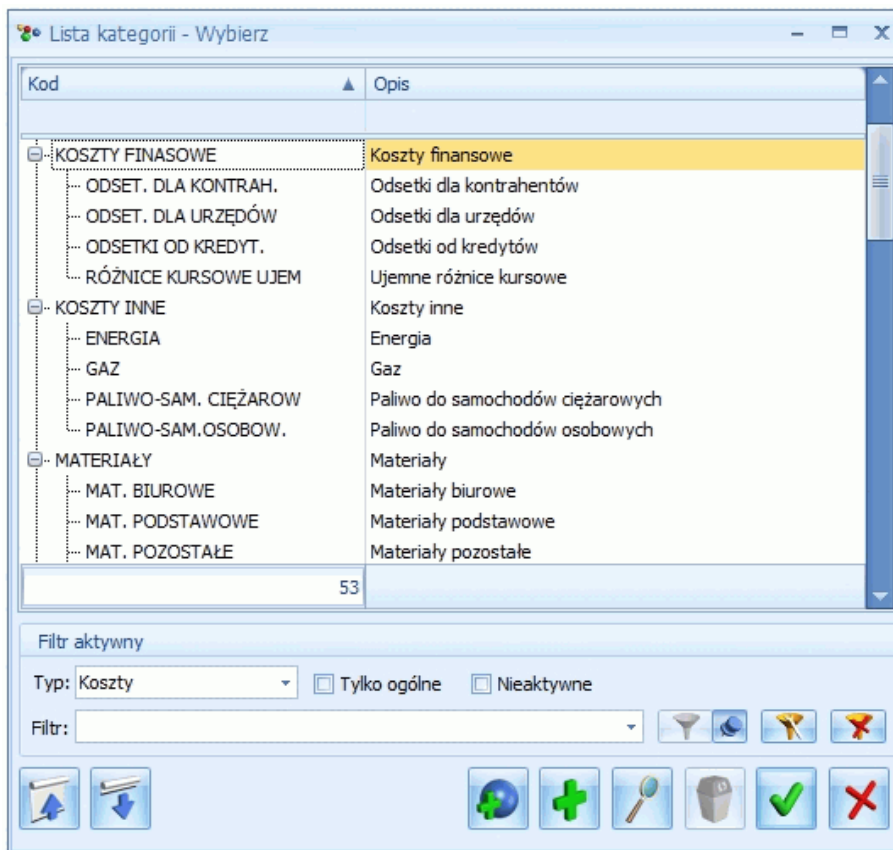 Lista kategorii - Wybierz
Kod Opis
KOSZTY FINASOWE Koszty finansowe
ODSET. DLA KONTRAH. Odsetki dla kontrahentów
ODSET. DLA URZĘDÓW Odsetki dla urzędów
ODSETKI OD KREDYT. Odsetki od kredytów
RÓŻNICE KURSOWE UJEM Ujemne różnice kursowe
KOSZTY INNE Koszty inne
ENERGIA Energia
GAZ Gaz
PALIWO-SAM. CIĘŻAROW Paliwo do samochodów ciężarowych
PALIWO-SAM.OSOBOW. Paliwo do samochodów osobowych
MATERIAŁY Materiały
MAT. BIUROWE Materiały biurowe
MAT. PODSTAWOWE Materiały podstawowe
MAT. POZOSTAŁE Materiały pozostałe
53
Filtr aktywny
Typ: Koszty Tylko ogólne Nieaktywne
Filtr: